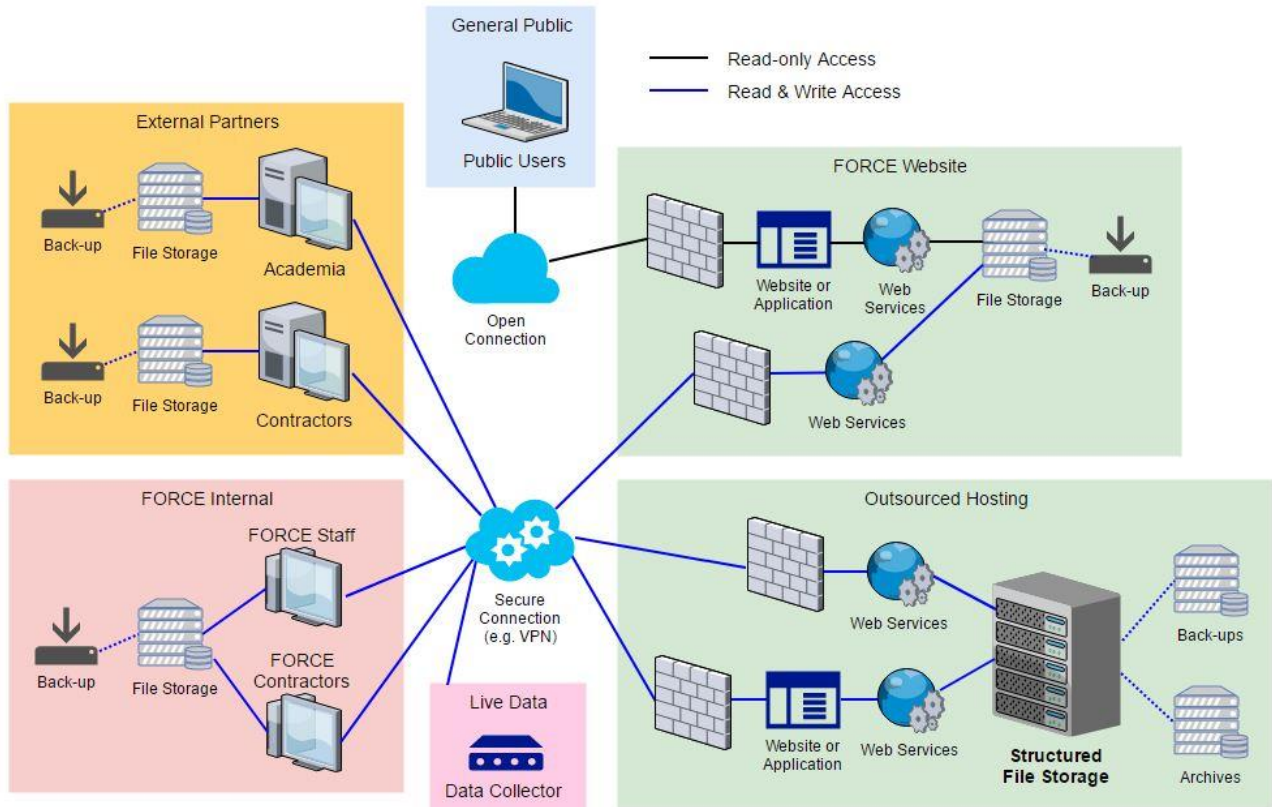 General Public
Public Users
Read-only Access
Read & Write Access
External Partners
Back-up
File Storage
Academia
Back-up
File Storage
Contractors
Open
Connection
FORCE Website
Website or
Application
Web
Services
File Storage
Back-up
Web Services
FORCE Internal
FORCE Staff
Back-up
File Storage
FORCE
Contractors
Secure
Connection
(e.g. VPN)
Live Data
Data Collector
Outsourced Hosting
Web Services
Website or
Application
Web Services
Structured
File Storage
Back-ups
Archives